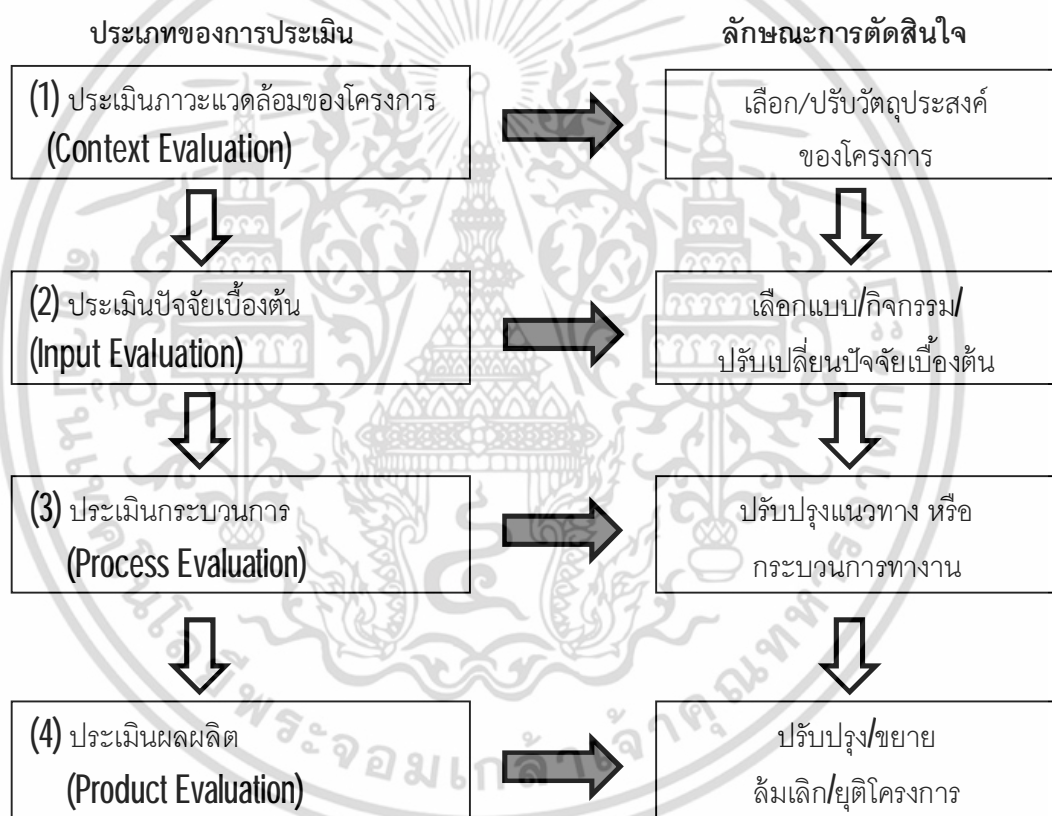 ประเภทของการประเมิน
ลักษณะการตัดสินใจ
(1) ประเมินภาวะแวดล้อมของโครงการ
(Context Evaluation)
เลือก/ปรับวัตถุประสงค์
ของโครงการ
(2) ประเมินปัจจัยเบื้องต้น
(Input Evaluation)
เลือกแบบ/กิจกรรม/
ปรับเปลี่ยนปัจจัยเบื้องต้น
(3) ประเมินกระบวนการ
(Process Evaluation)
ปรับปรุงแนวทาง หรือ
กระบวนการทางาน
(4) ประเมินผลผลิต
(Product Evaluation)
ปรับปรุง/ขยาย
ล้มเลิก/ยุติโครงการ